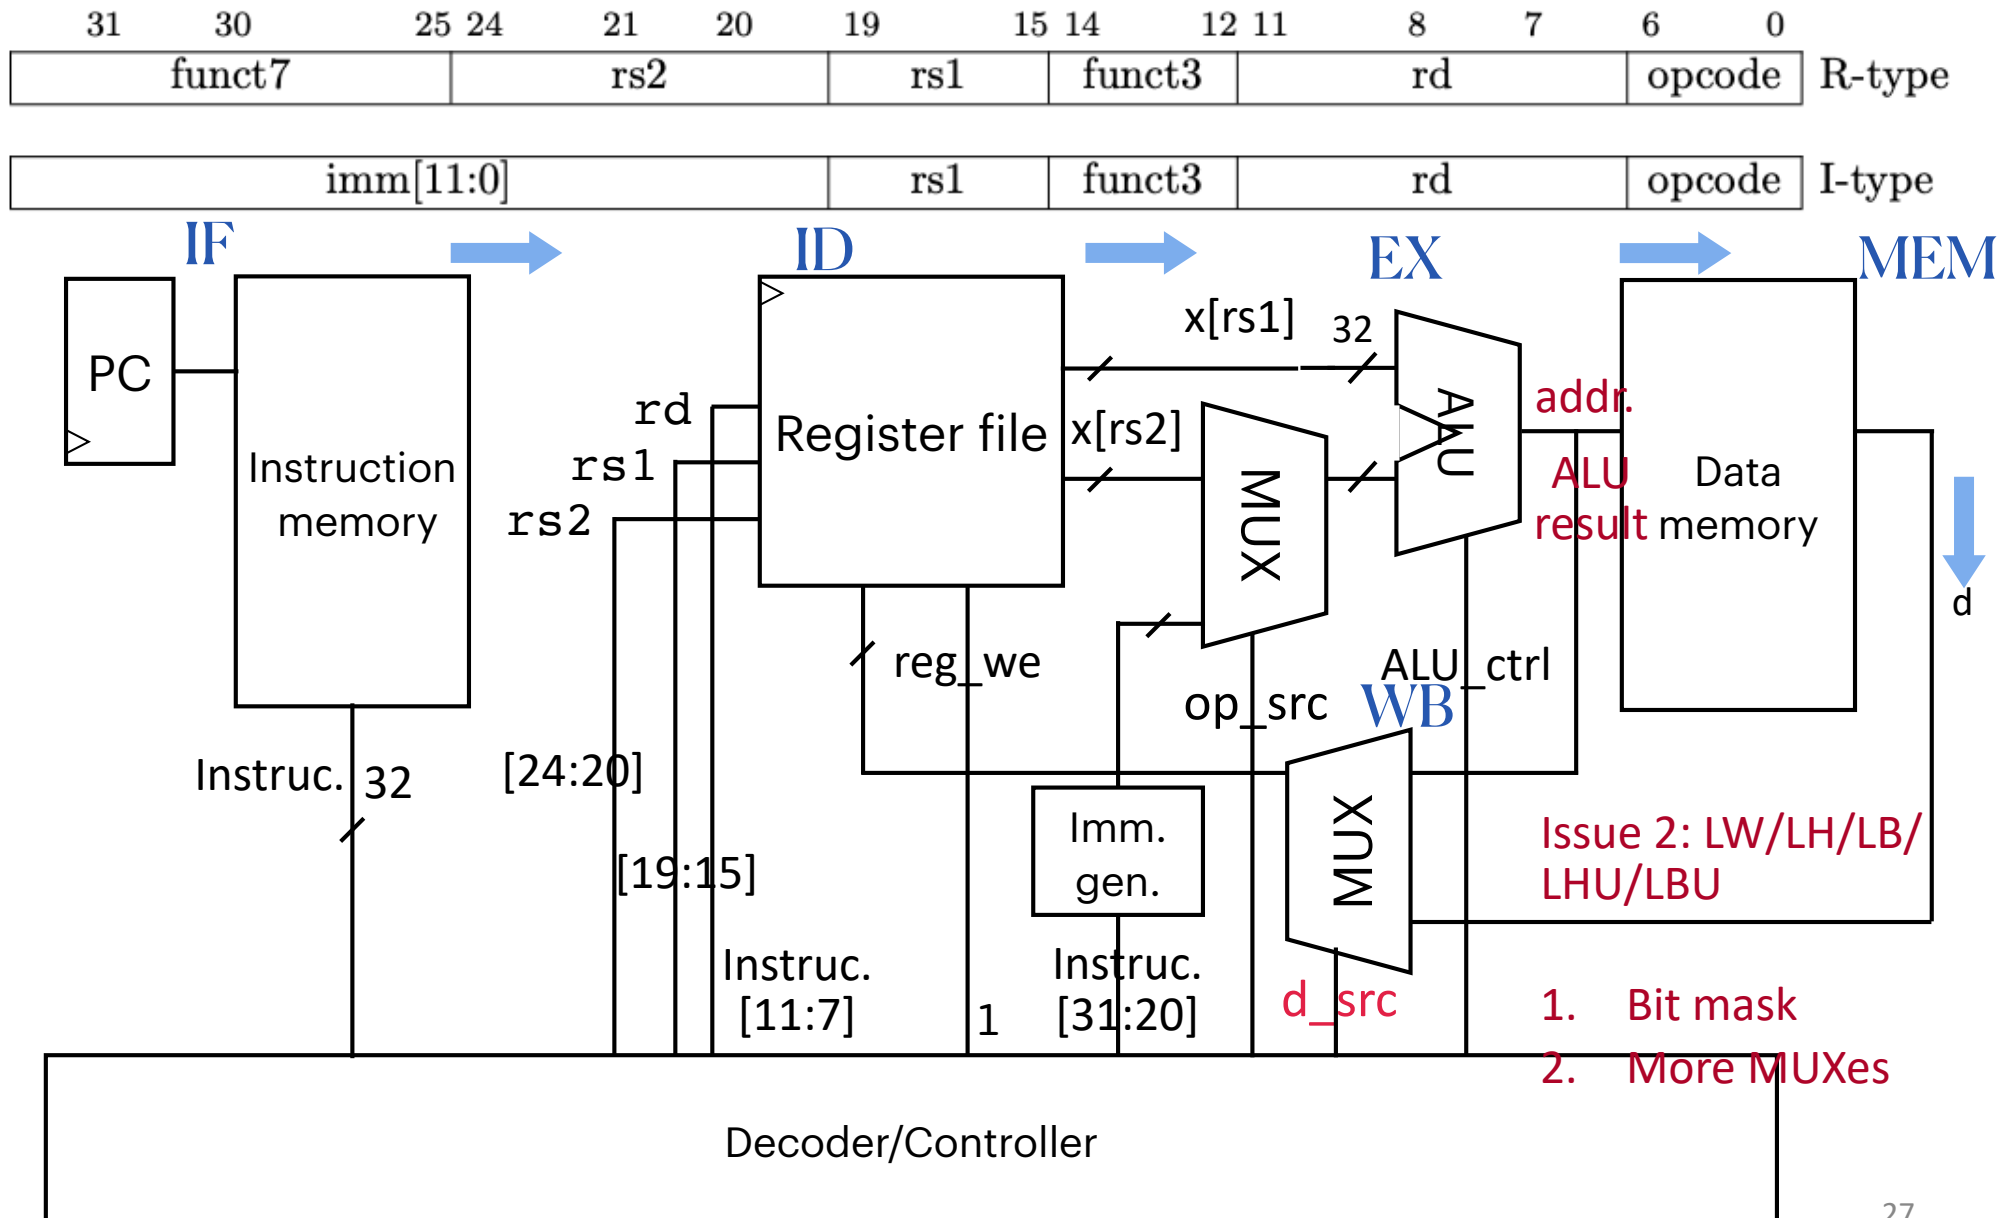 31 30 25 24 21 20 19 15 14 12 11 8 7 6 0
funct7 rs2 rs1 funct3 rd opcode R-type
imm[11:0] rs1 funct3 rd opcode I-type
IF ID EX MEM
PC
Instruction
memory
rd
rs1
rs2
Register file
x[rs1]
32
x[rs2]
MUX
ALU
addr.
ALU
result
Data
memory
d
reg_we
op_src
ALU_ctrl
WB
Instruc.
32
[24:20]
[19:15]
Instruc.
[11:7]
1
Imm.
gen.
Instruc.
[31:20]
MUX
d_src
Issue 2: LW/LH/LB/
LHU/LBU
1. Bit mask
2. More MUXes
Decoder/Controller
27